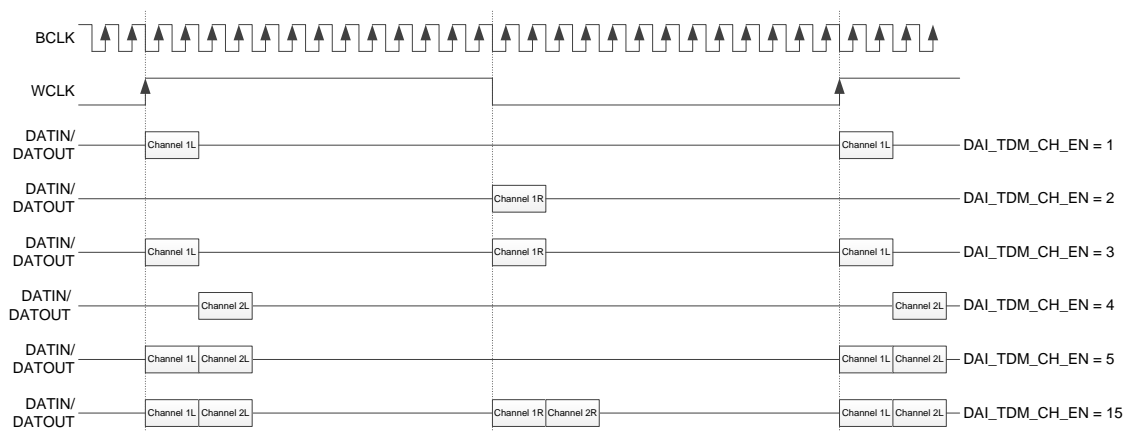 BCLK
WCLK
DATIN/
DATOUT
Channel 1L
Channel 1L
DAI_TDM_CH_EN = 1
DATIN/
DATOUT
Channel 1R
DAI_TDM_CH_EN = 2
DATIN/
DATOUT
Channel 1L
Channel 1R
Channel 1L
DAI_TDM_CH_EN = 3
DATIN/
DATOUT
Channel 2L
Channel 2L
DAI_TDM_CH_EN = 4
DATIN/
DATOUT
Channel 1L
Channel 2L
Channel 1L
Channel 2L
DAI_TDM_CH_EN = 5
DATIN/
DATOUT
Channel 1L
Channel 2L
Channel 1R
Channel 2R
Channel 1L
Channel 2L
DAI_TDM_CH_EN = 15